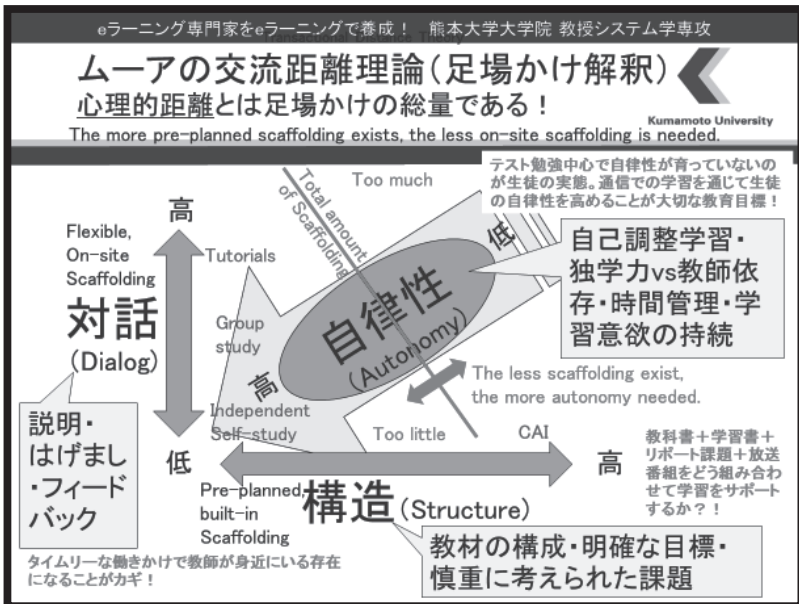 eラーニング専門家をeラーニングで養成! 熊本大学大学院 教授システム学専攻
Transactional Distance Theory
ムーアの交流距離理論(足場かけ解釈)
心理的距離とは足場かけの総量である!
Kumamoto University
The more pre-planned scaffolding exists, the less on-site scaffolding is needed.
テスト勉強中心で自律性が育っていないの
が生徒の実態。通信での学習を通じて生徒
の自律性を高めることが大切な教育目標!
Too much
Total amount
of Scaffolding
高
Flexible,
On-site
Scaffolding
対話
(Dialog)
Tutorials
Group
study
Independent
Self-study
低
自律性
(Autonomy)
高
自己調整学習・
独学力vs教師依
存・時間管理・学
習意欲の持続
The less scaffolding exist,
the more autonomy needed.
説明・
はげまし
・フィード
バック
低
Too little
CAI
高
教科書+学習書+
リポート課題+放送
番組をどう組み合わ
せて学習をサポート
するか?!
Pre-planned,
built-in
Scaffolding
構造(Structure)
教材の構成・明確な目標・
慎重に考えられた課題
タイムリーな働きかけで教師が身近にいる存在
になることがカギ!